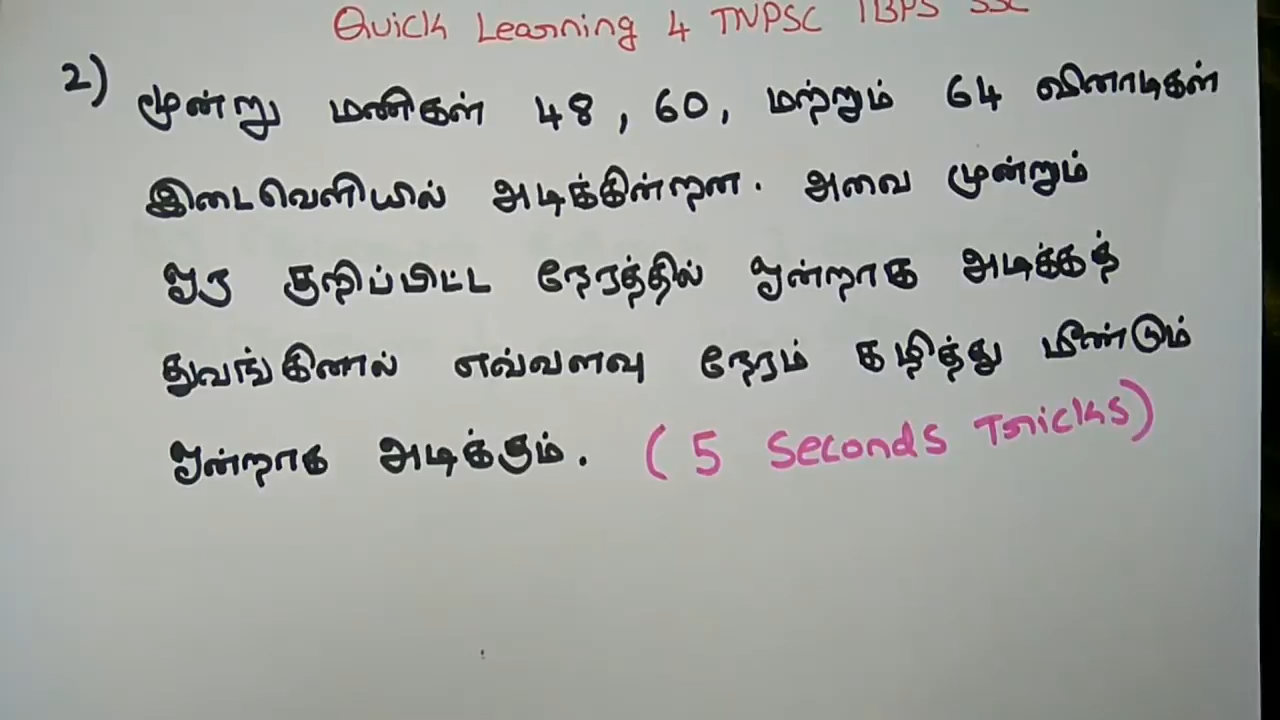 Quick Learning 4 TNPSC IBPS SSC
2) மூன்று மணிகள் 48, 60, மற்றும் 64 வினாடிகள்
இடைவெளியில் அடிக்கின்றன. அவை மூன்றும்
ஒரு குறிப்பிட்ட நேரத்தில் ஒன்றாக அடிக்கத்
துவங்கினால் எவ்வளவு நேரம் கழித்து மீண்டும்
ஒன்றாக அடிக்கும். (5 Seconds Tricks)